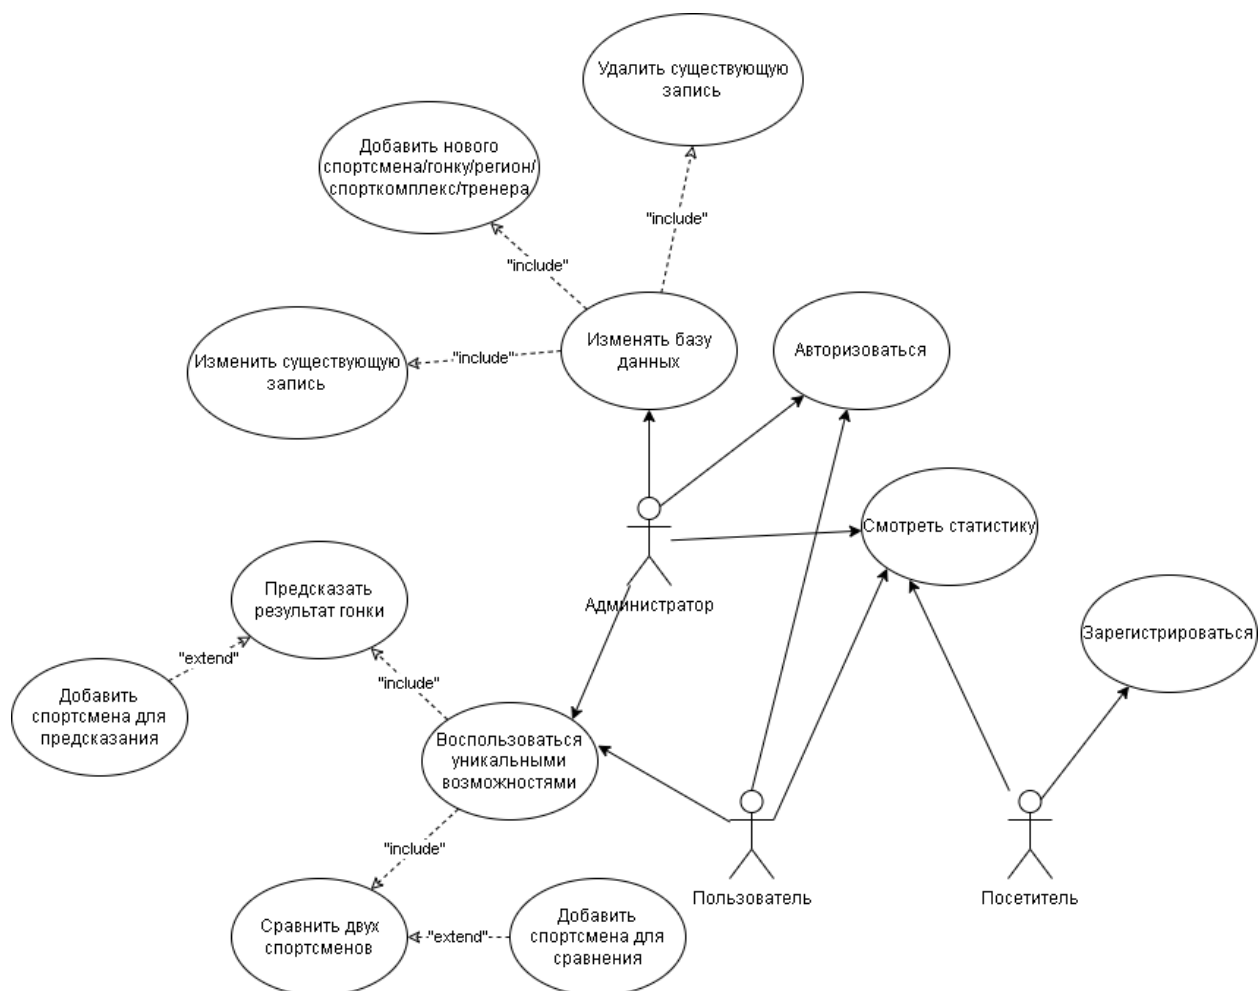 Удалить существующую
запись
Добавить нового
спортсмена/гонку/регион/
спорткомплекс/тренера
"include"
"include"
Изменять базу
данных
Авторизоваться
Изменить существующую
запись
"include"
Смотреть статистику
Администратор
Предсказать
результат гонки
Зарегистрироваться
"extend"
"include"
Добавить
спортсмена для
предсказания
Воспользоваться
уникальными
возможностями
"include"
Пользователь
Посетитель
Сравнить двух
спортсменов
"extend"
Добавить
спортсмена для
сравнения